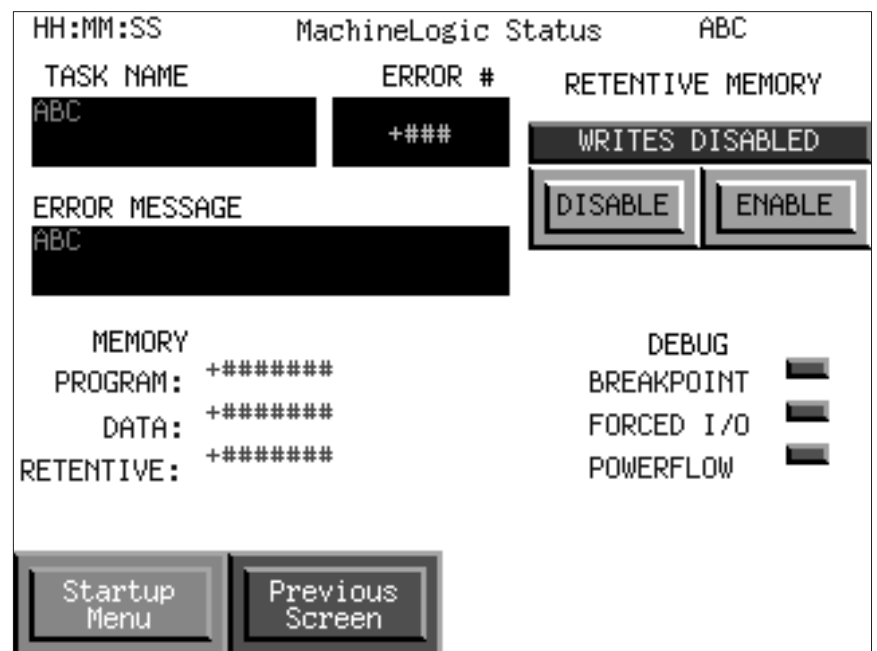 HH:MM:SS MachineLogic Status ABC
TASK NAME ERROR # RETENTIVE MEMORY
ABC
+###
WRITES DISABLED
DISABLE ENABLE
ERROR MESSAGE
ABC
MEMORY DEBUG
PROGRAM: +####### BREAKPOINT
DATA: +####### FORCED I/O
RETENTIVE: +####### POWERFLOW
Startup Menu
Previous Screen